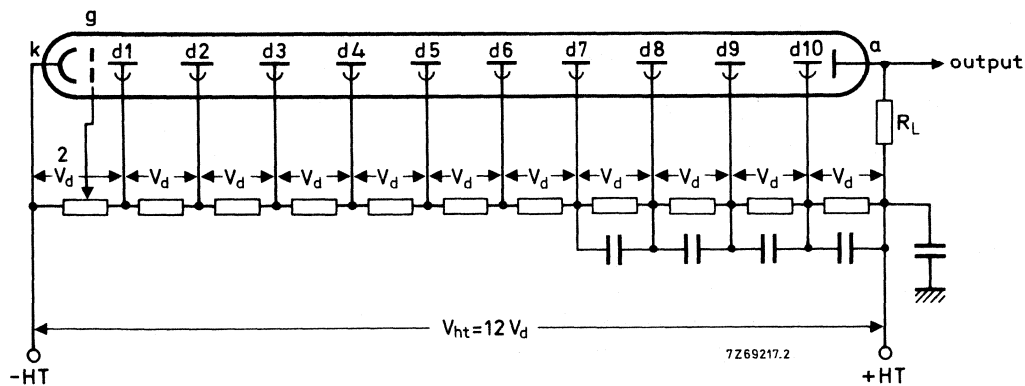 g
k d1 d2 d3 d4 d5 d6 d7 d8 d9 d10 a
output
R_L
2
V_d V_d V_d V_d V_d V_d V_d V_d V_d V_d V_d
V_ht=12 V_d
7Z69217.2
-HT +HT